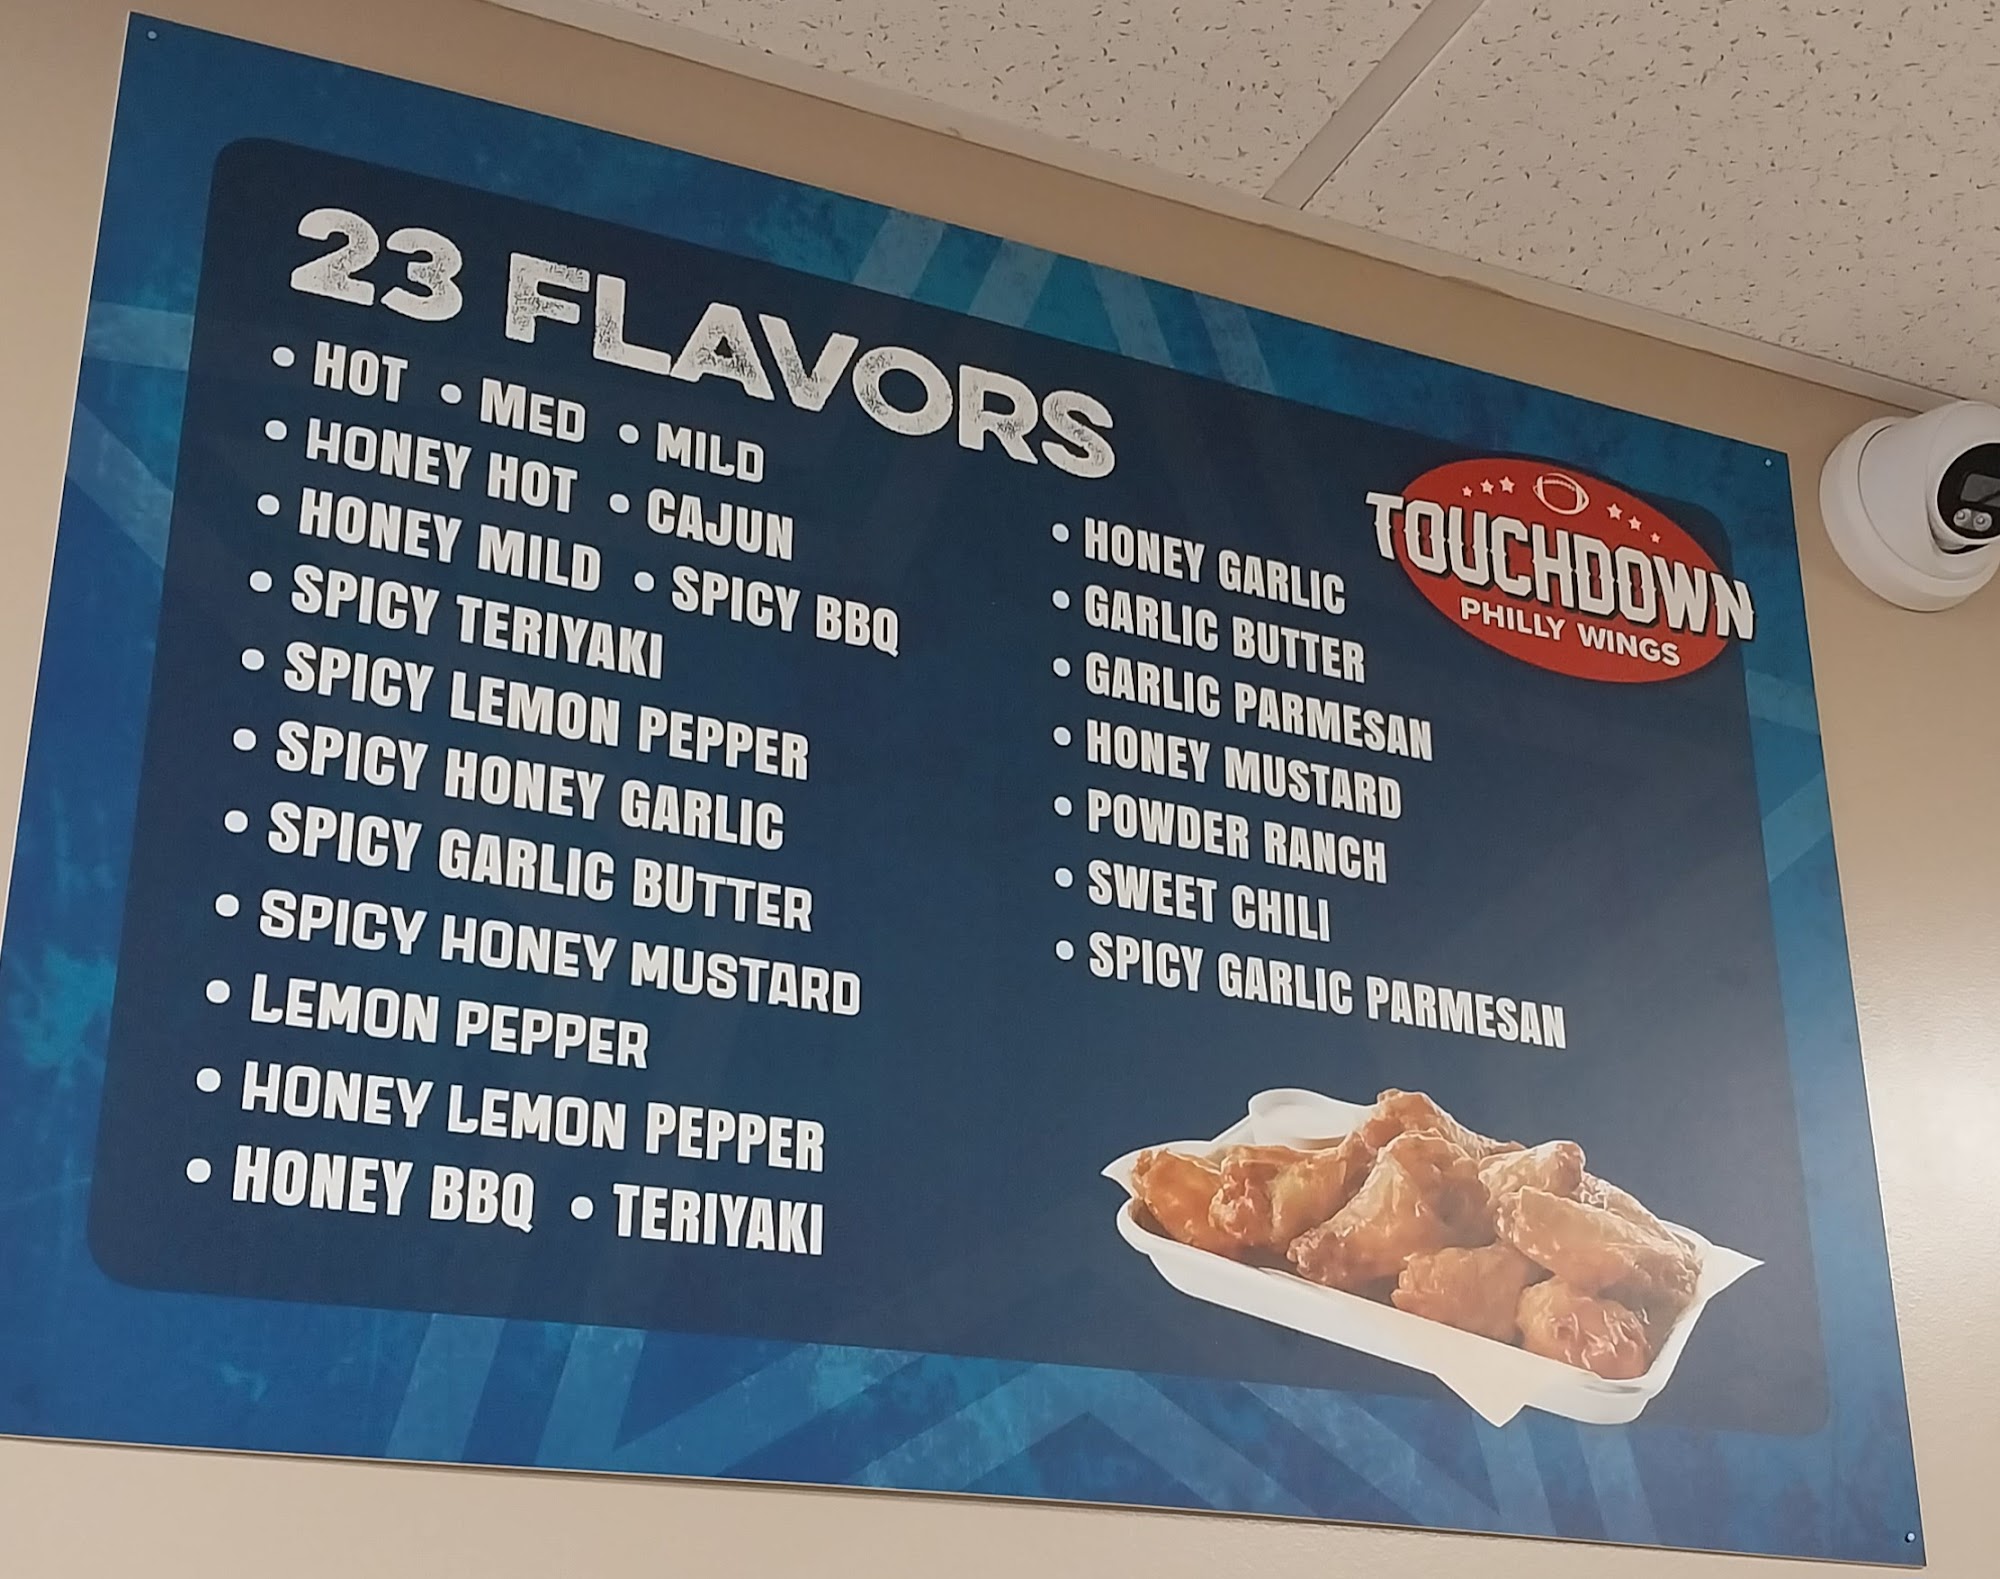 23 FLAVORS
• HOT • MED • MILD
• HONEY HOT • CAJUN
• HONEY MILD • SPICY BBQ
• SPICY TERIYAKI
• SPICY LEMON PEPPER
• SPICY HONEY GARLIC
• SPICY GARLIC BUTTER
• SPICY HONEY MUSTARD
• LEMON PEPPER
• HONEY LEMON PEPPER
• HONEY BBQ • TERIYAKI
• HONEY GARLIC
• GARLIC BUTTER
• GARLIC PARMESAN
• HONEY MUSTARD
• POWDER RANCH
• SWEET CHILI
• SPICY GARLIC PARMESAN
TOUCHDOWN
PHILLY WINGS